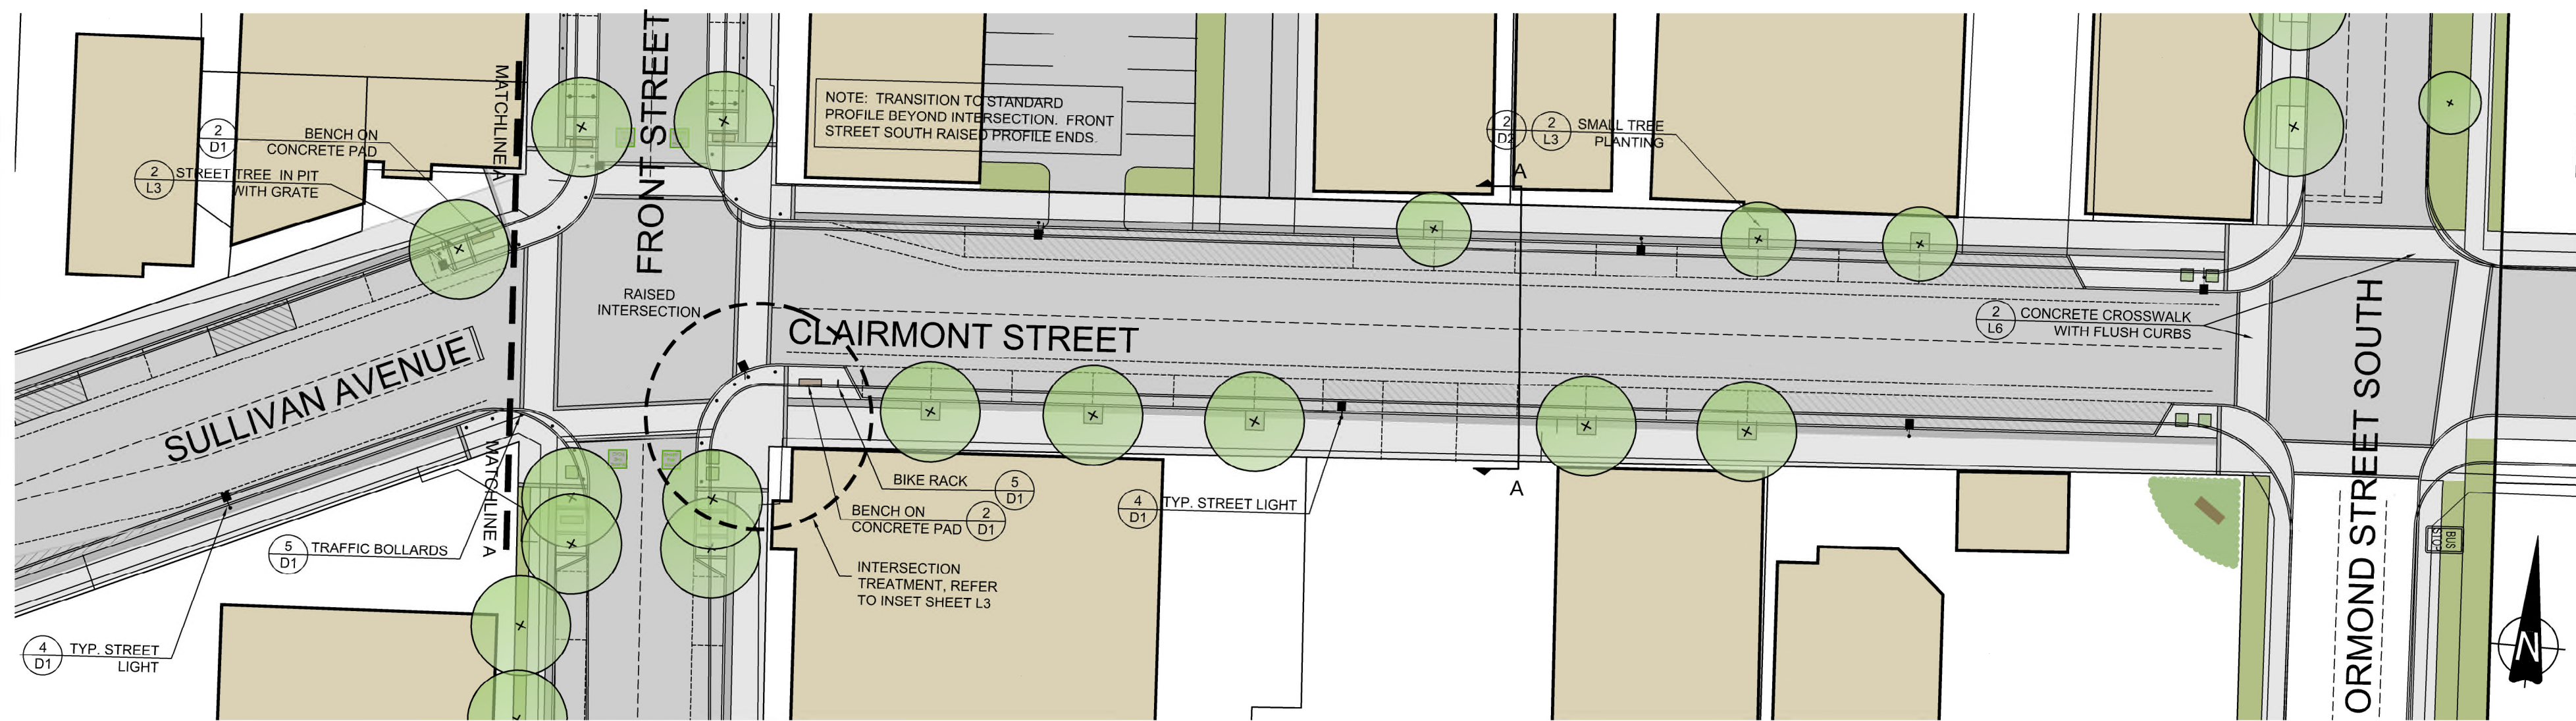 MATCHLINE A
2
D1
BENCH ON
CONCRETE PAD
2
L3
STREET TREE IN PIT
WITH GRATE
FRONT STREET
NOTE: TRANSITION TO STANDARD
PROFILE BEYOND INTERSECTION. FRONT
STREET SOUTH RAISED PROFILE ENDS.
2
D2
2
L3
SMALL TREE
PLANTING
A
RAISED
INTERSECTION
CLAIRMONT STREET
2
L6
CONCRETE CROSSWALK
WITH FLUSH CURBS
SULLIVAN AVENUE
MATCHLINE A
5
D1
TRAFFIC BOLLARDS
4
D1
TYP. STREET
LIGHT
BIKE RACK
5
D1
BENCH ON
CONCRETE PAD
2
D1
INTERSECTION
TREATMENT, REFER
TO INSET SHEET L3
4
D1
TYP. STREET LIGHT
A
ORMOND STREET SOUTH
BUS
STOP
N